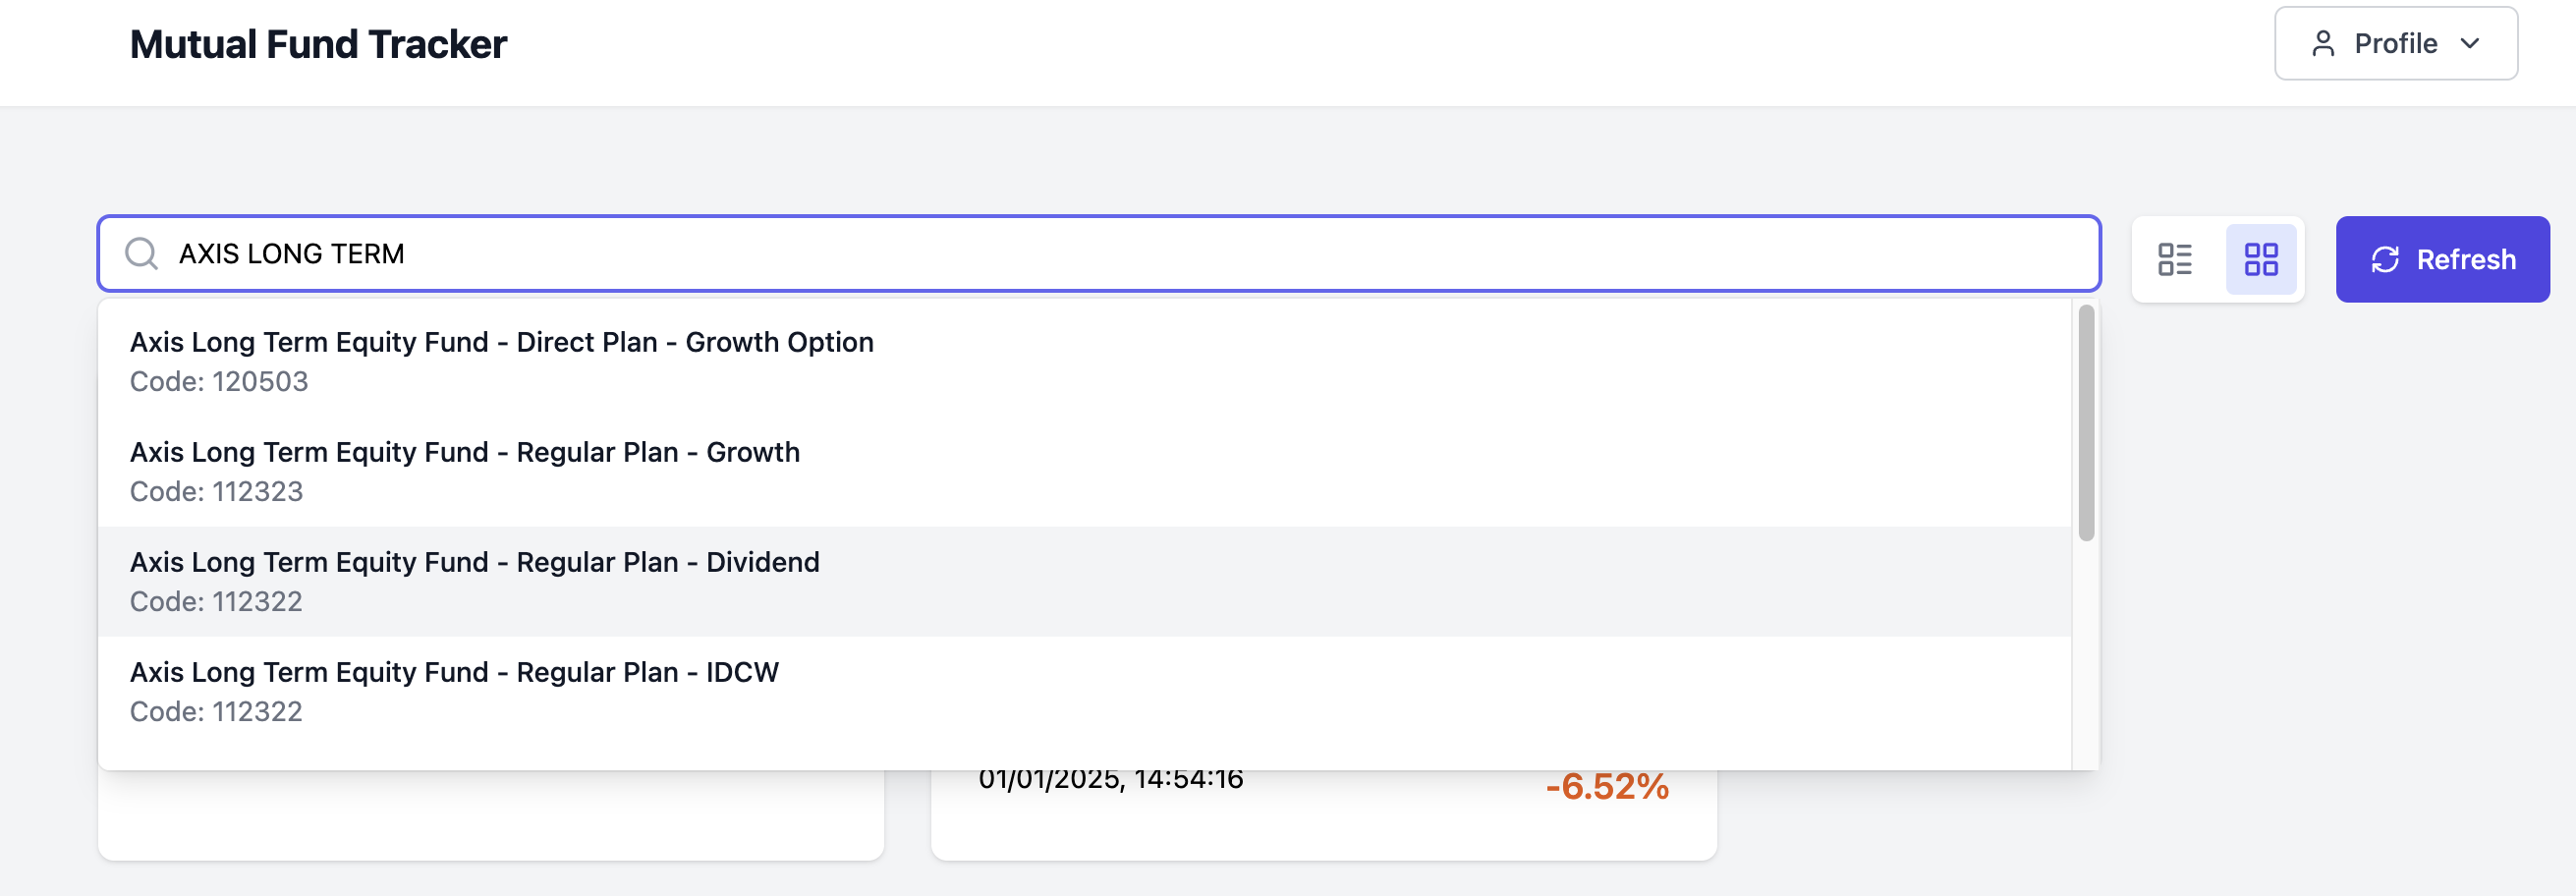 Mutual Fund Tracker
Profile
AXIS LONG TERM
Refresh
Axis Long Term Equity Fund - Direct Plan - Growth Option
Code: 120503
Axis Long Term Equity Fund - Regular Plan - Growth
Code: 112323
Axis Long Term Equity Fund - Regular Plan - Dividend
Code: 112322
Axis Long Term Equity Fund - Regular Plan - IDCW
Code: 112322
01/01/2025, 14:54:16
-6.52%